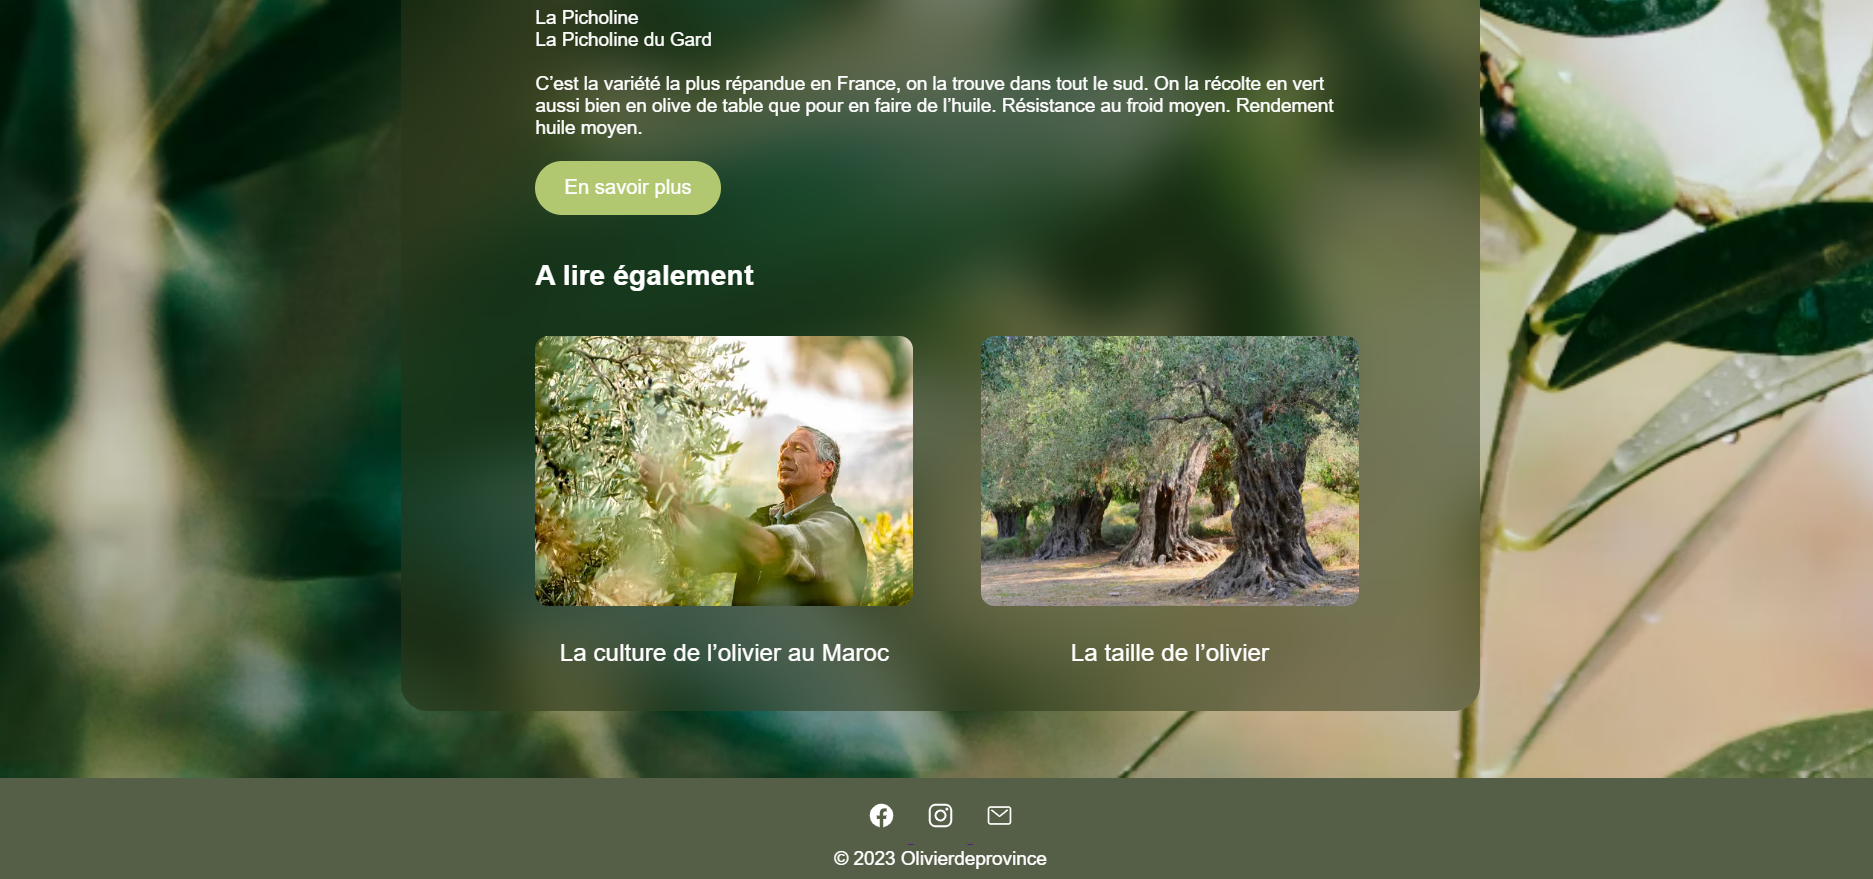 La Picholine
La Picholine du Gard
C’est la variété la plus répandue en France, on la trouve dans tout le sud. On la récolte en vert
aussi bien en olive de table que pour en faire de l’huile. Résistance au froid moyen. Rendement
huile moyen.
En savoir plus
A lire également
La culture de l’olivier au Maroc
La taille de l’olivier
© 2023 Olivierdeprovince